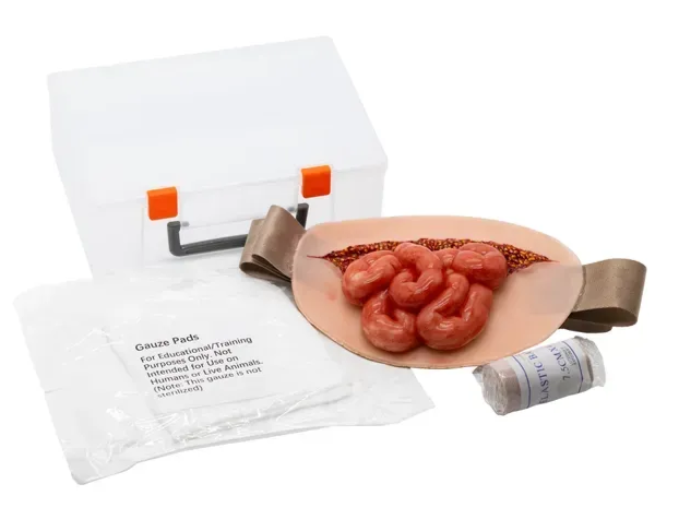 Gauze Pads
For Educational/Training
Purposes Only. Not
Intended for Use on
Humans or Live Animals.
(Note: This gauze is not
sterilized)